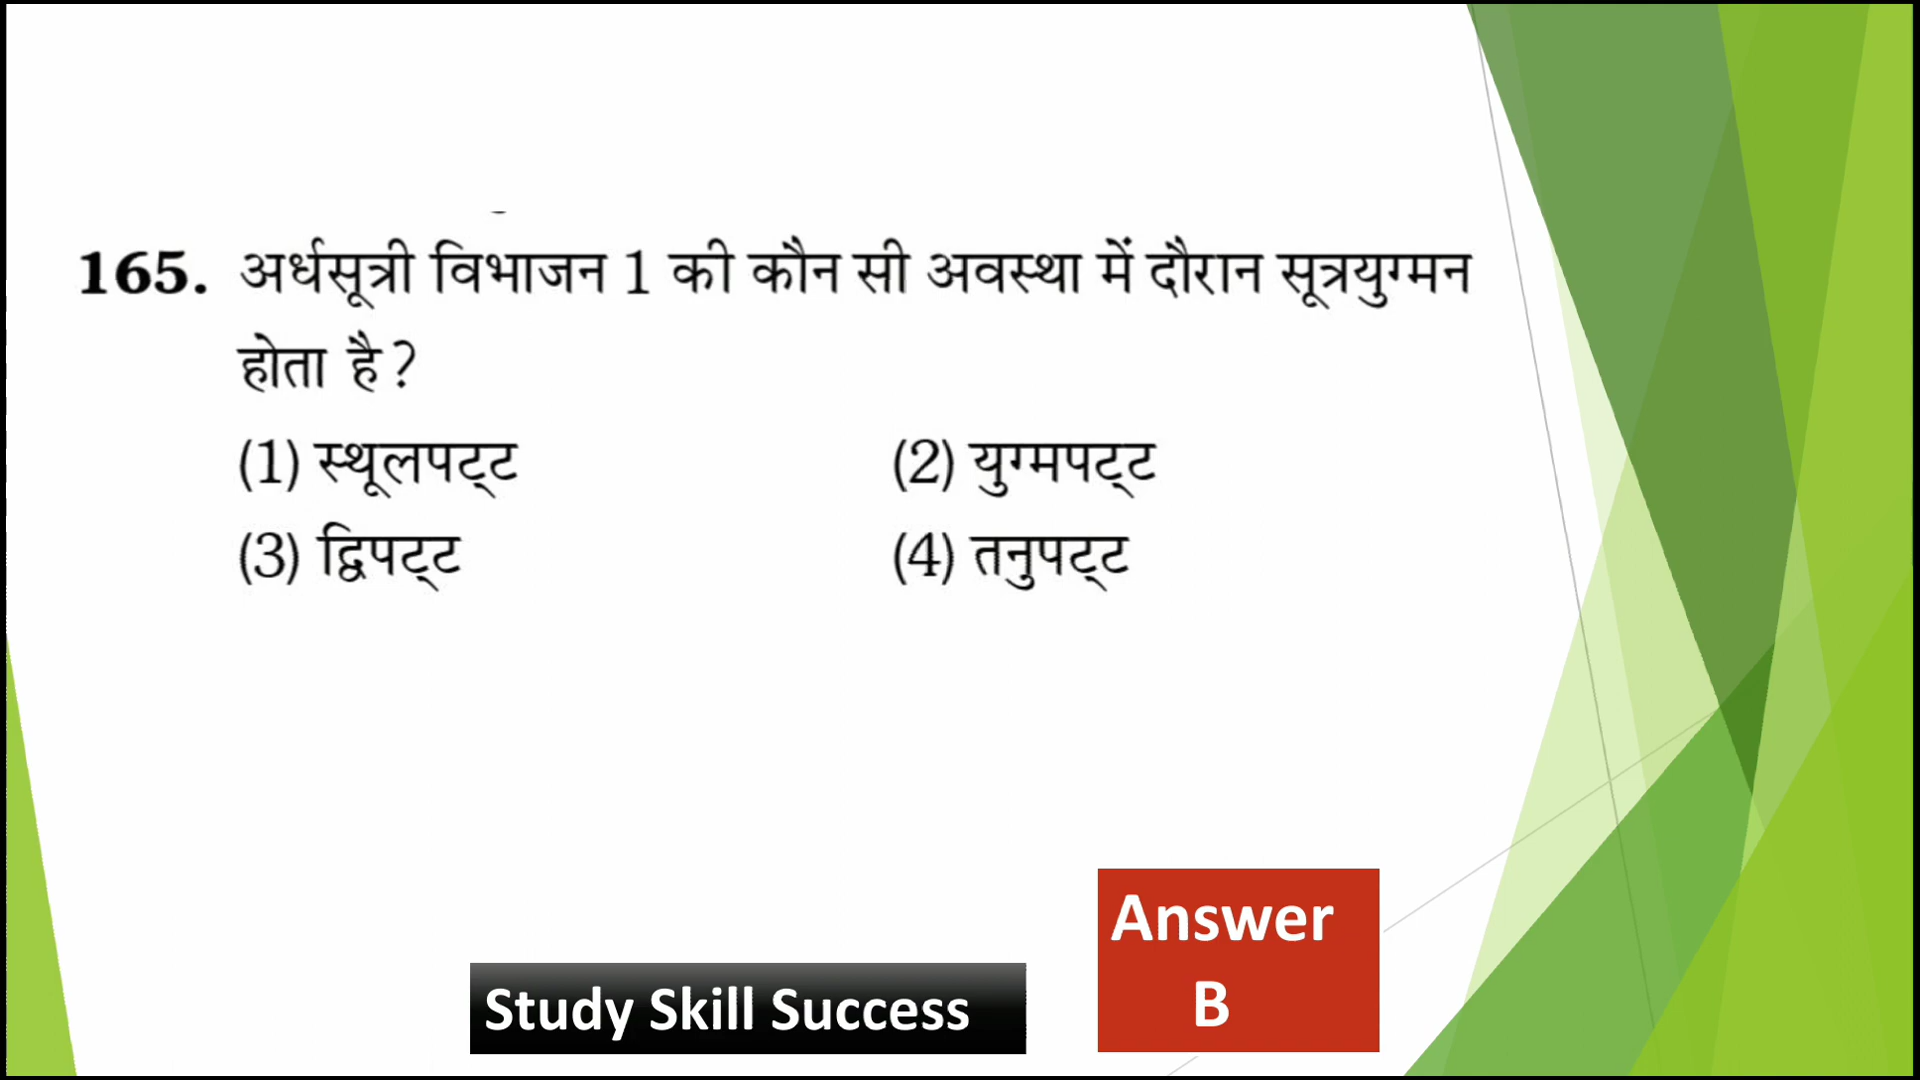 165. अर्धसूत्री विभाजन 1 की कौन सी अवस्था में दौरान सूत्रयुग्मन
होता है?
(1) स्थूलपट्‌ट (2) युग्मपट्‌ट
(3) द्विपट्‌ट (4) तनुपट्‌ट
Answer
B
Study Skill Success